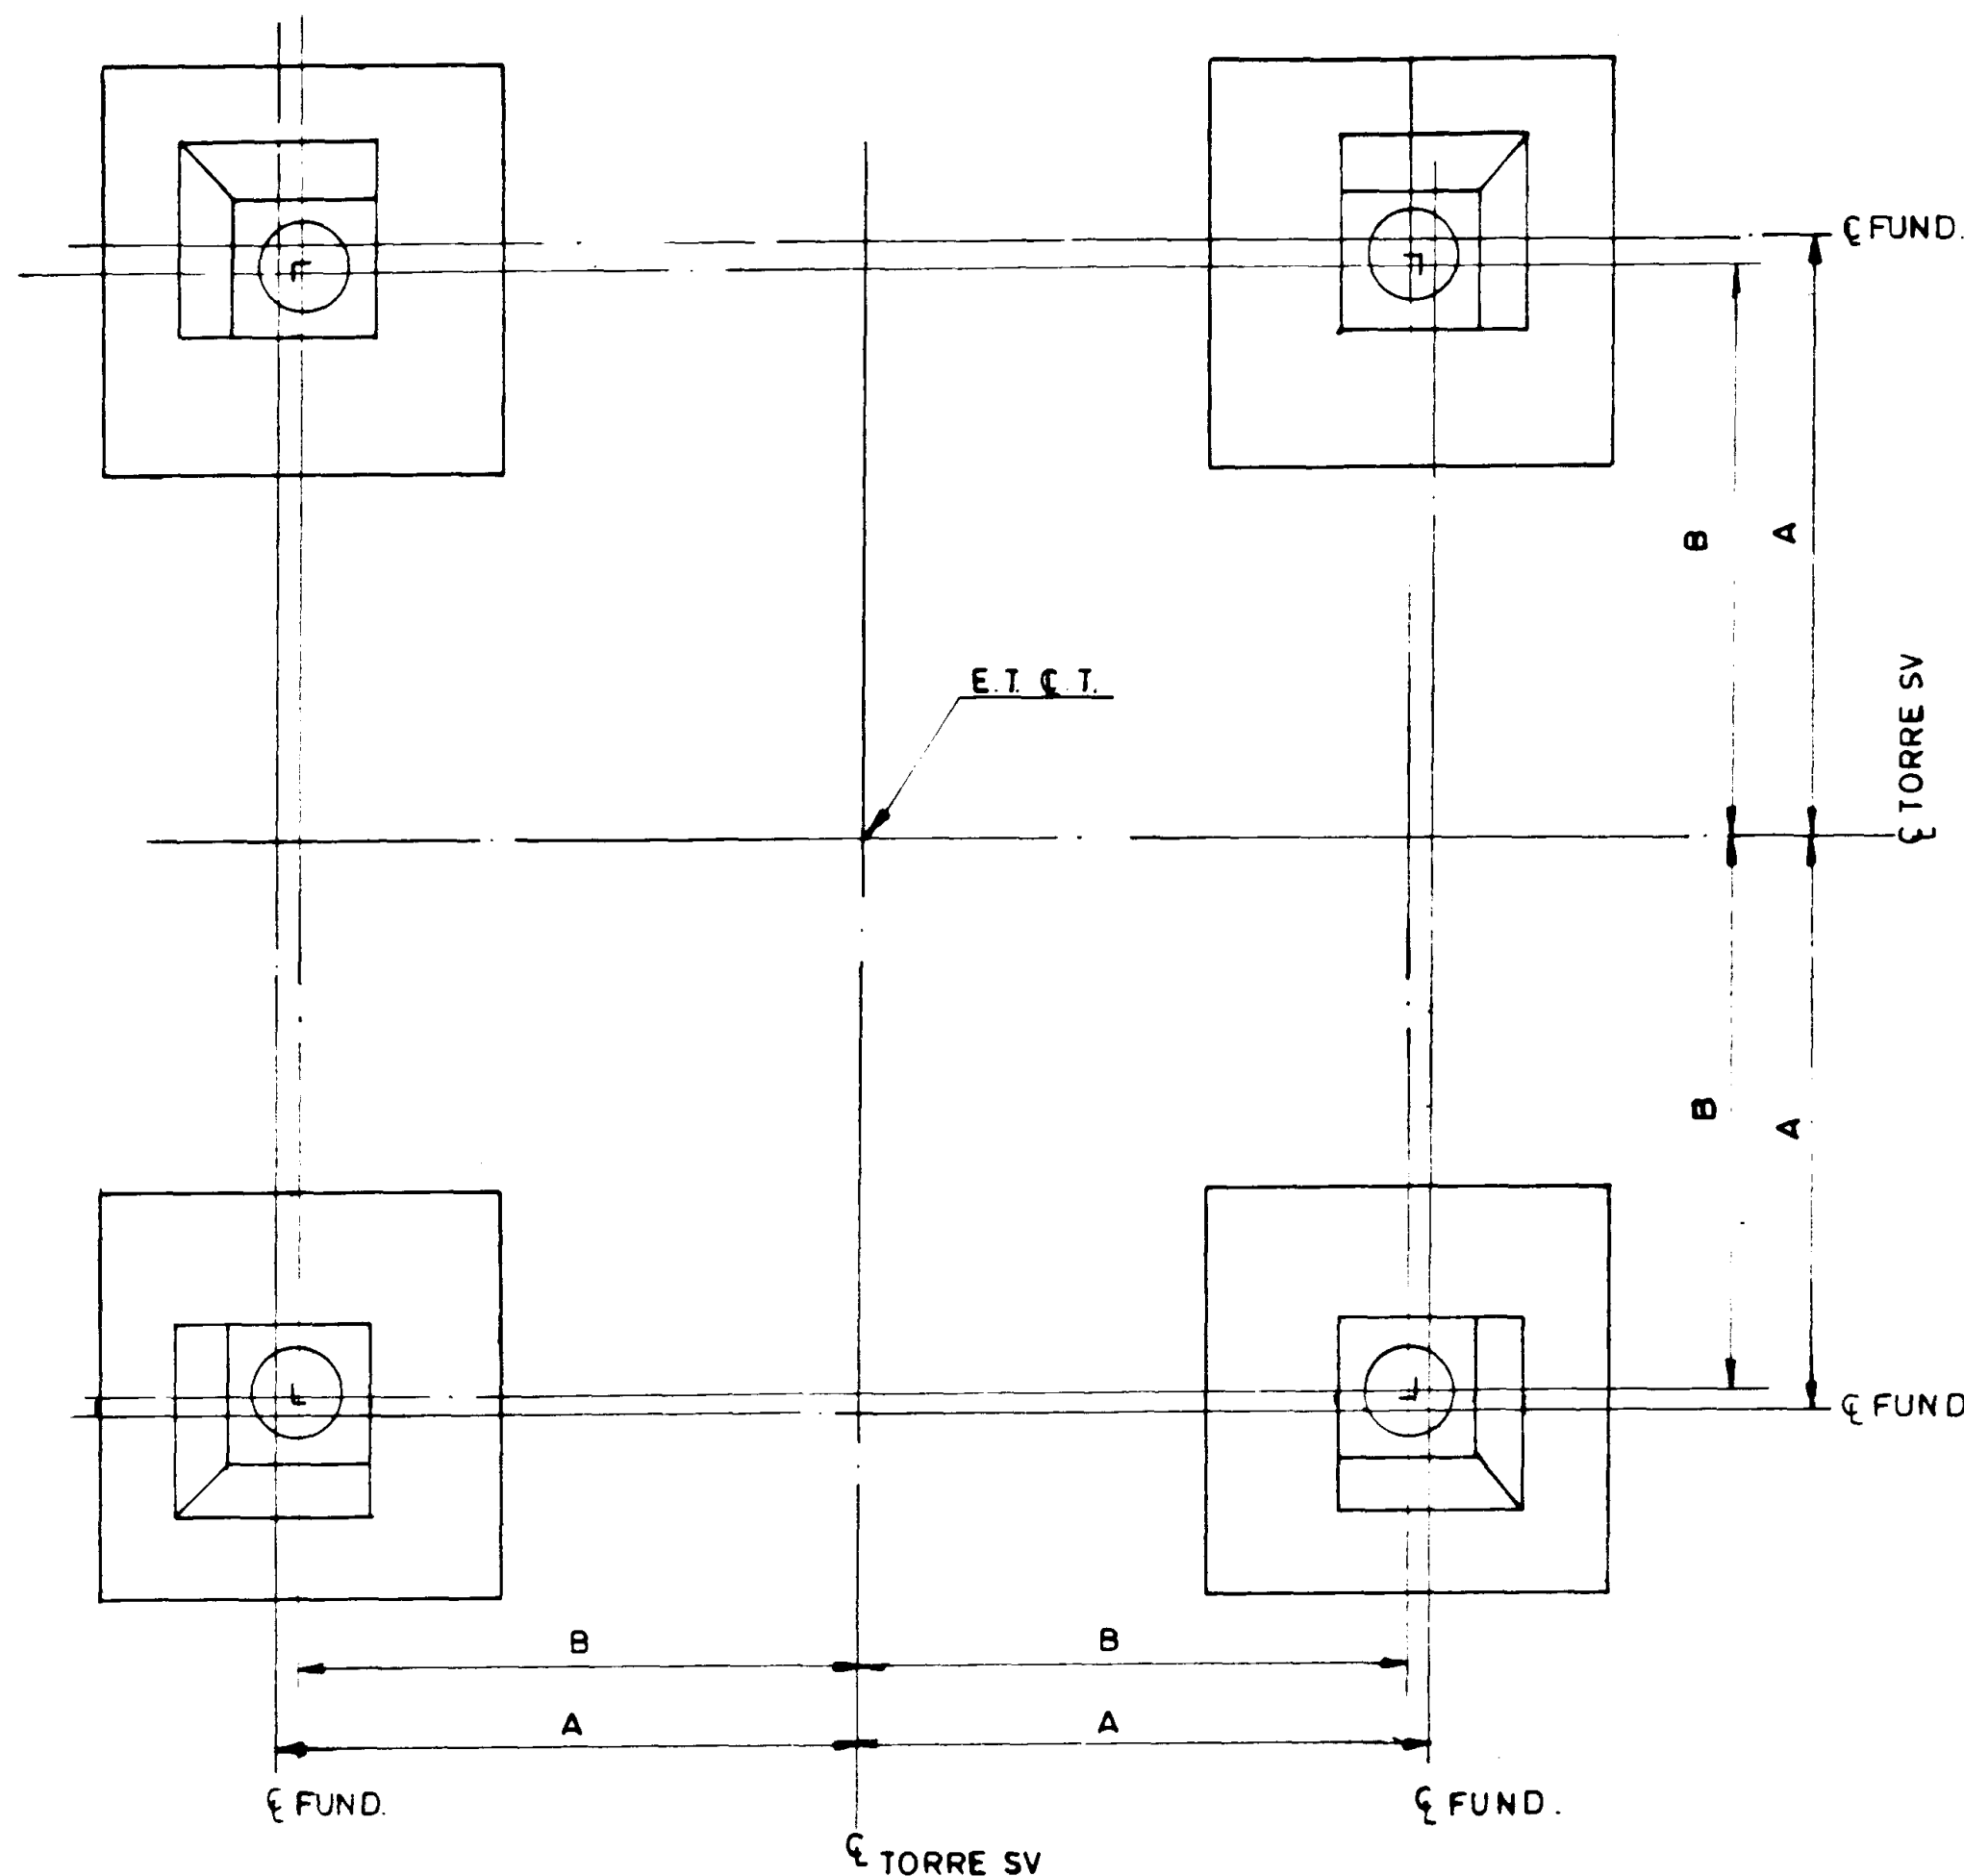 ℄ FUND.
B
A
E.T. ℄ T.
℄ TORRE SV
B
A
℄ FUND
B
B
A
A
℄ FUND.
℄ FUND.
℄ TORRE SV